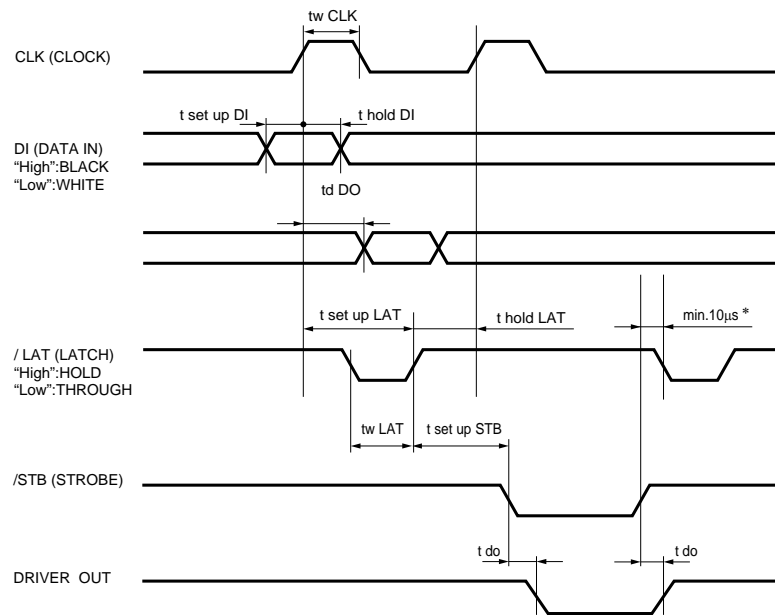 tw CLK
CLK (CLOCK)
t set up DI
t hold DI
DI (DATA IN)
“High”:BLACK
“Low”:WHITE
td DO
t set up LAT
t hold LAT
min.10µs *
/ LAT (LATCH)
“High”:HOLD
“Low”:THROUGH
tw LAT
t set up STB
/STB (STROBE)
t do
t do
DRIVER OUT